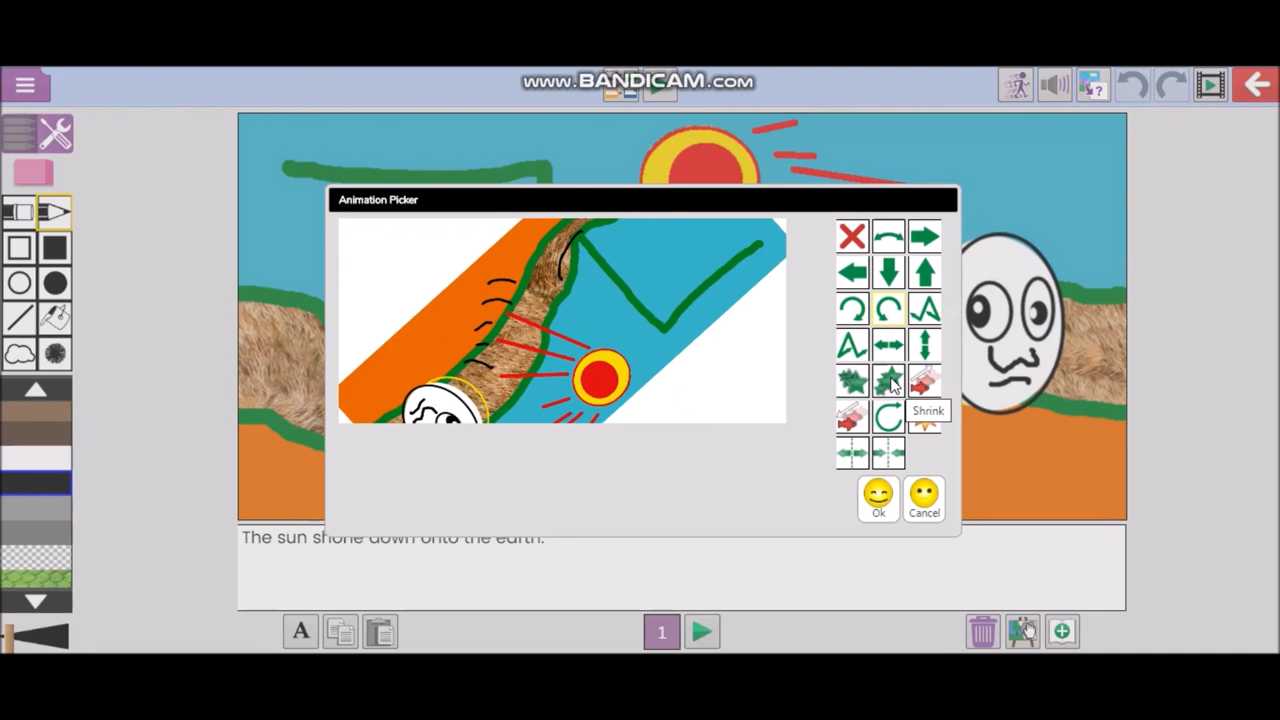 www.BANDICAM.com
Animation Picker
Shrink
Ok
Cancel
The sun shone down onto the earth.
A
1